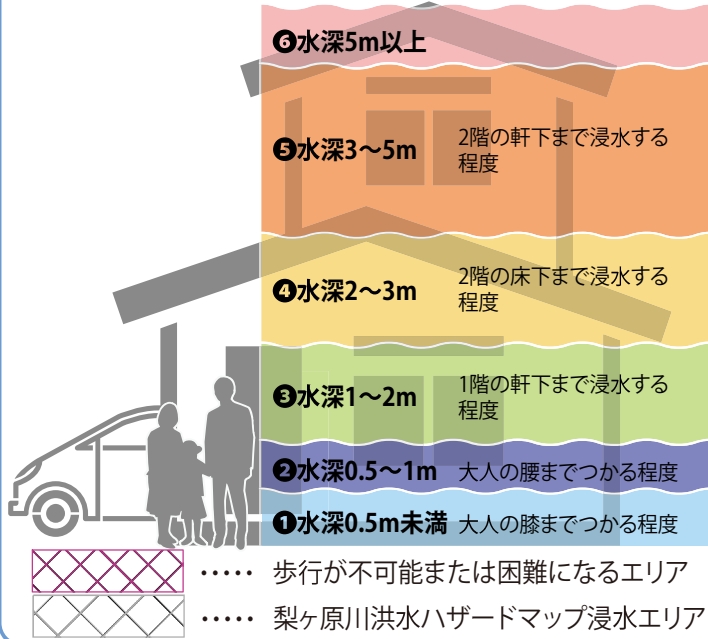 ❻水深5m以上
❺水深3〜5m 2階の軒下まで浸水する
程度
❹水深2〜3m 2階の床下まで浸水する
程度
❸水深1〜2m 1階の軒下まで浸水する
程度
❷水深0.5〜1m 大人の腰までつかる程度
❶水深0.5m未満 大人の膝までつかる程度
‥‥‥ 歩行が不可能または困難になるエリア
‥‥‥ 梨ヶ原川洪水ハザードマップ浸水エリア